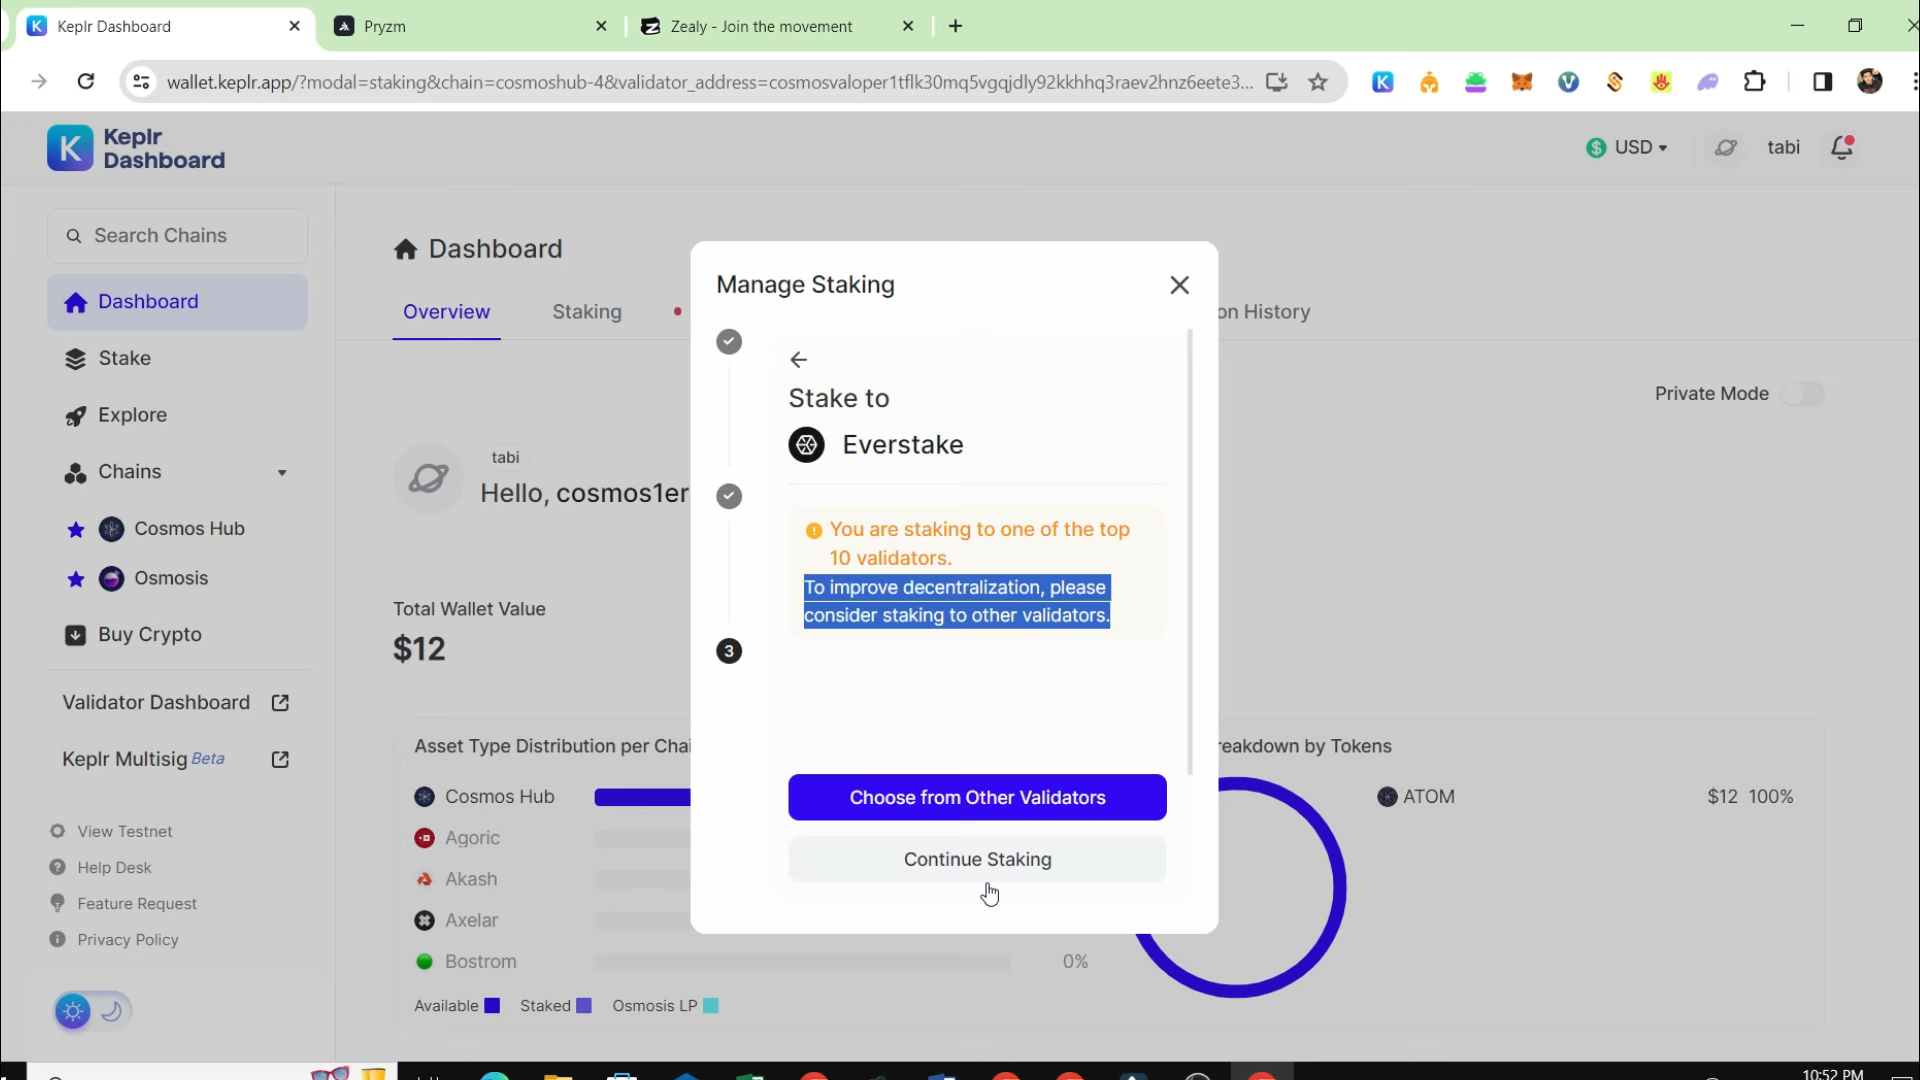 Keplr Dashboard
Pryzm
Zealy - Join the movement
wallet.keplr.app/?modal=staking&chain=cosmoshub-4&validator_address=cosmosvaloper1tflk30mq5vgqjdly92kkhhq3raev2hnz6eete3...
Keplr
Dashboard
USD
tabi
Search Chains
Dashboard
Stake
Explore
Chains
Cosmos Hub
Osmosis
Buy Crypto
Validator Dashboard
Keplr Multisig Beta
View Testnet
Help Desk
Feature Request
Privacy Policy
Dashboard
Overview
Staking
on History
Private Mode
tabi
Hello, cosmos1er
Total Wallet Value
$12
Manage Staking
Stake to
Everstake
You are staking to one of the top
10 validators.
To improve decentralization, please
consider staking to other validators.
3
Choose from Other Validators
Continue Staking
Asset Type Distribution per Chai
Cosmos Hub
Agoric
Akash
Axelar
Bostrom
0%
Available
Staked
Osmosis LP
reakdown by Tokens
ATOM
$12 100%
10:52 PM